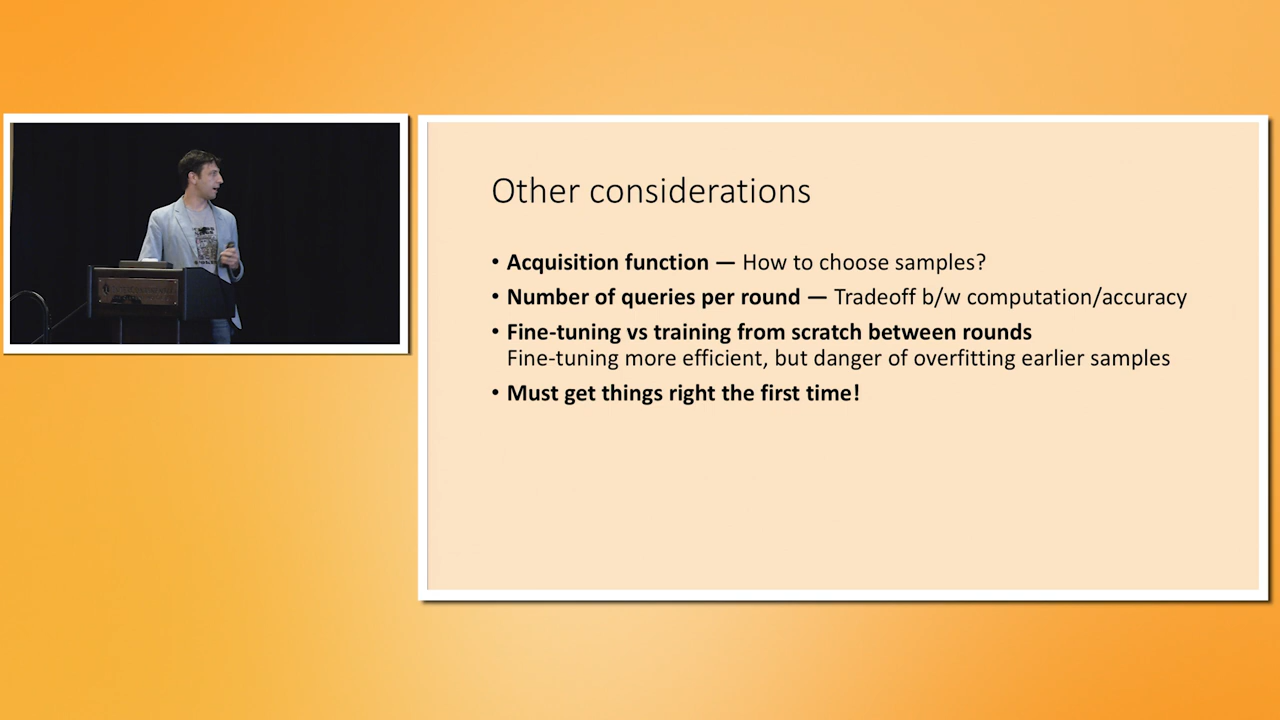 Other considerations
• Acquisition function — How to choose samples?
• Number of queries per round — Tradeoff b/w computation/accuracy
• Fine-tuning vs training from scratch between rounds
Fine-tuning more efficient, but danger of overfitting earlier samples
• Must get things right the first time!